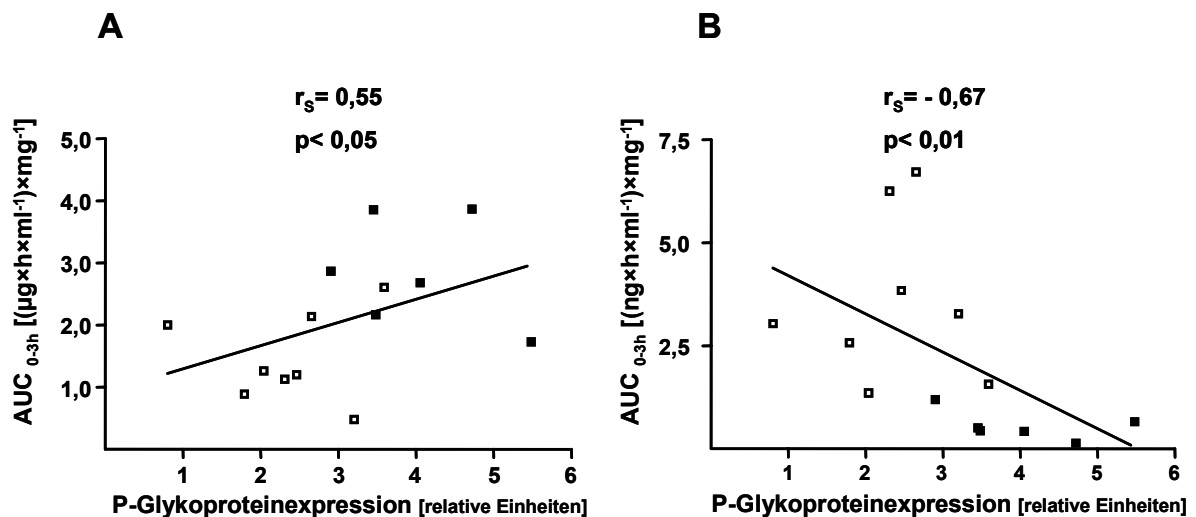 A
r_S= 0,55
p< 0,05
AUC 0-3h [(µg×h×ml⁻¹)×mg⁻¹]
5,0
4,0
3,0
2,0
1,0
1 2 3 4 5 6
P-Glykoproteinexpression [relative Einheiten]
B
r_S= - 0,67
p< 0,01
AUC 0-3h [(ng×h×ml⁻¹)×mg⁻¹]
7,5
5,0
2,5
1 2 3 4 5 6
P-Glykoproteinexpression [relative Einheiten]